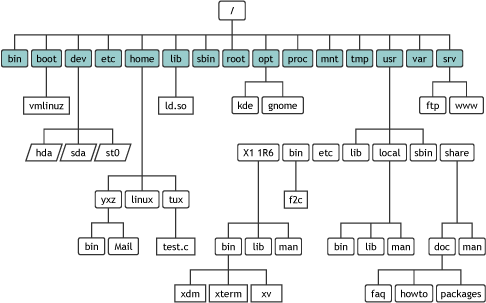 /
bin boot dev etc home lib sbin root opt proc mnt tmp usr var srv
vmlinuz ld.so kde gnome ftp www
hda sda st0 X1 1R6 bin etc lib local sbin share
yxz linux tux f2c
bin Mail test.c bin lib man bin lib man doc man
xdm xterm xv faq howto packages